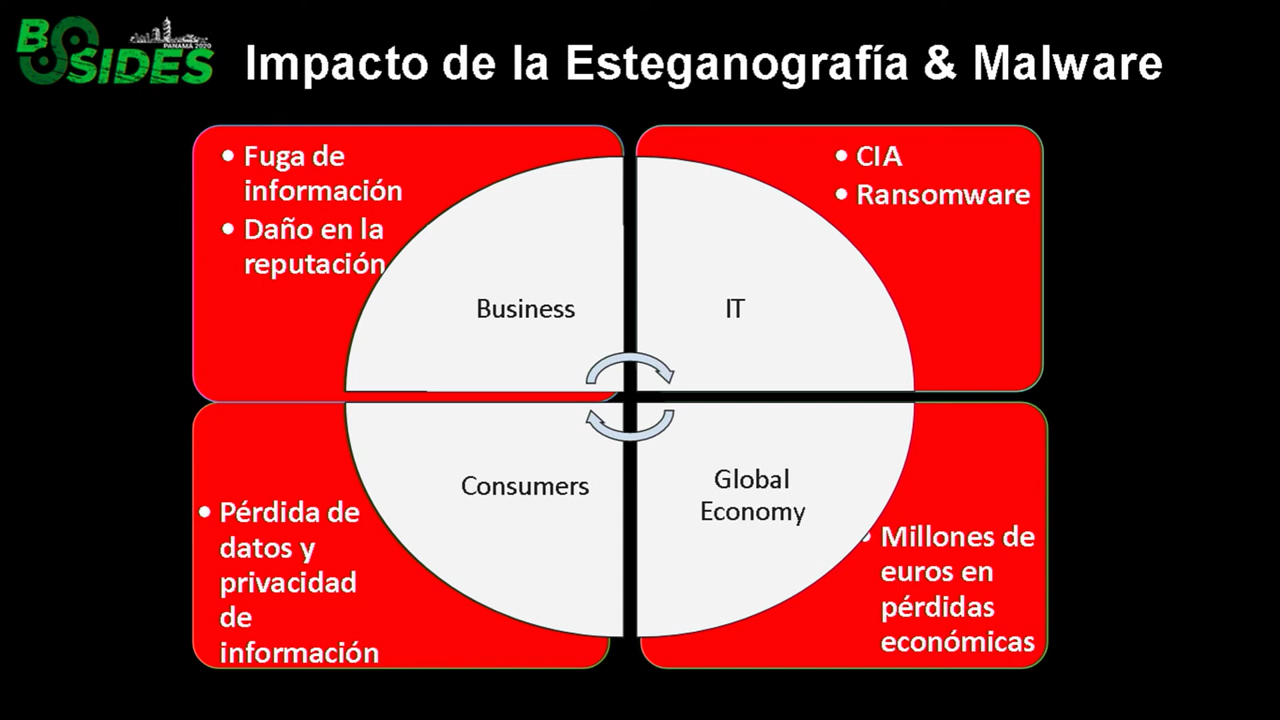 BSIDES
PANAMÁ 2020
Impacto de la Esteganografía & Malware
• Fuga de
información
• Daño en la
reputación
• CIA
• Ransomware
Business
IT
Consumers
Global
Economy
• Pérdida de
datos y
privacidad
de
información
• Millones de
euros en
pérdidas
económicas